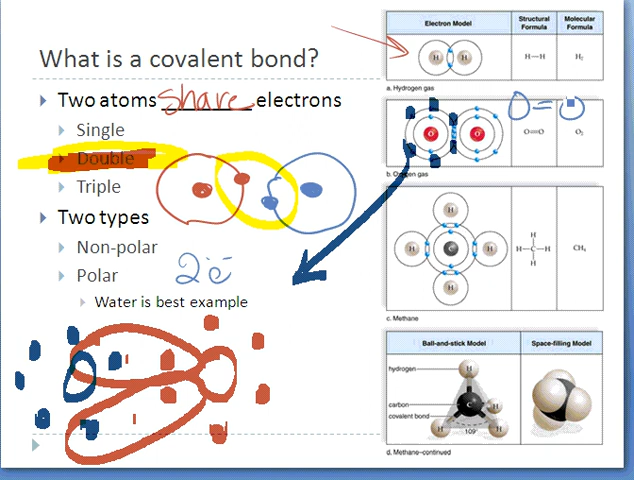 What is a covalent bond?
Two atoms share electrons
Single
Double
Triple
Two types
Non-polar
Polar
2ē
Water is best example
Electron Model Structural Formula Molecular Formula
H H H—H H₂
a. Hydrogen gas
O=O
O O O=O O₂
b. Oxygen gas
H
H C H
H
H
H—C—H
H
CH₄
c. Methane
Ball-and-stick Model Space-filling Model
hydrogen
H
carbon
C
covalent bond
H
H
H
109°
d. Methane—continued